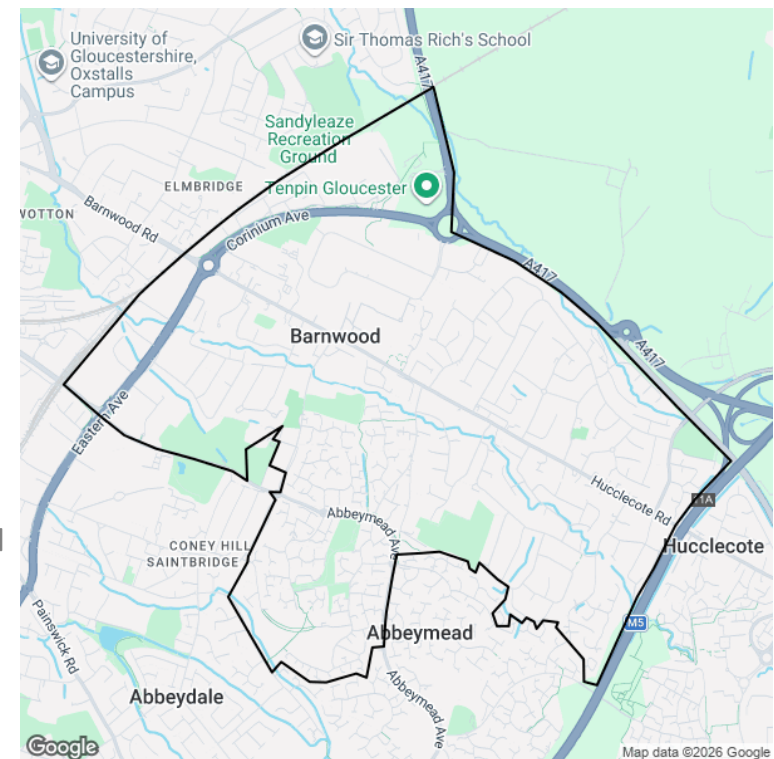 University of
Gloucestershire,
Oxstalls
Campus
Sir Thomas Rich's School
A417
Sandyleaze
Recreation
Ground
Tenpin Gloucester
ELMBRIDGE
WOTTON
Barnwood Rd
Corinium Ave
A417
A417
Barnwood
Eastern Ave
Hucclecote Rd
11A
Abbeymead Ave
Hucclecote
CONEY HILL
SAINTBRIDGE
Painswick Rd
M5
Abbeymead
Abbeydale
Abbeymead Ave
Google
Map data ©2026 Google